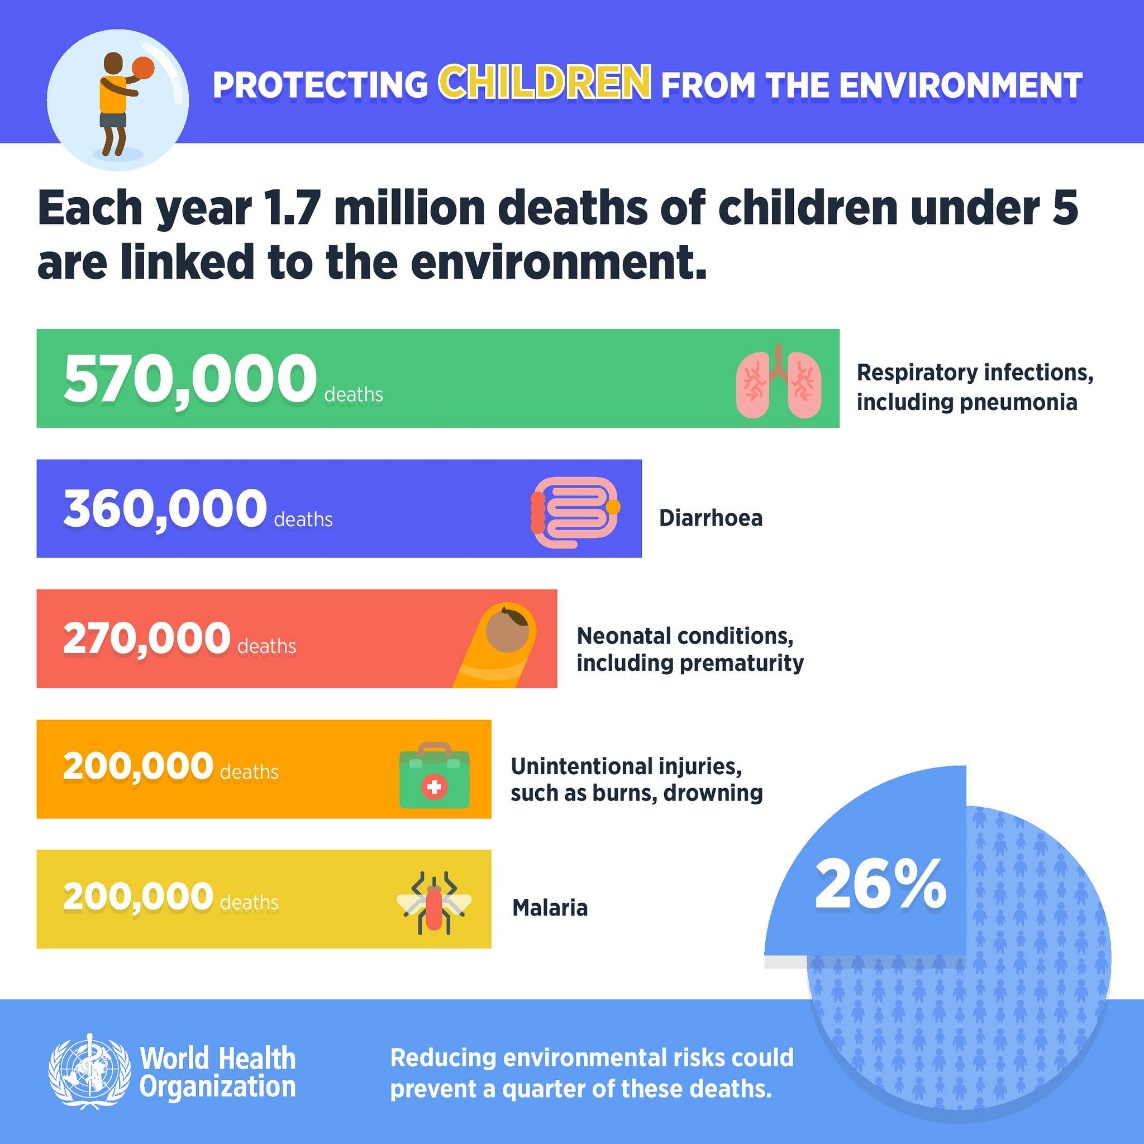 PROTECTING CHILDREN FROM THE ENVIRONMENT
Each year 1.7 million deaths of children under 5
are linked to the environment.
570,000 deaths
Respiratory infections,
including pneumonia
360,000 deaths
Diarrhoea
270,000 deaths
Neonatal conditions,
including prematurity
200,000 deaths
Unintentional injuries,
such as burns, drowning
200,000 deaths
Malaria
26%
World Health
Organization
Reducing environmental risks could
prevent a quarter of these deaths.